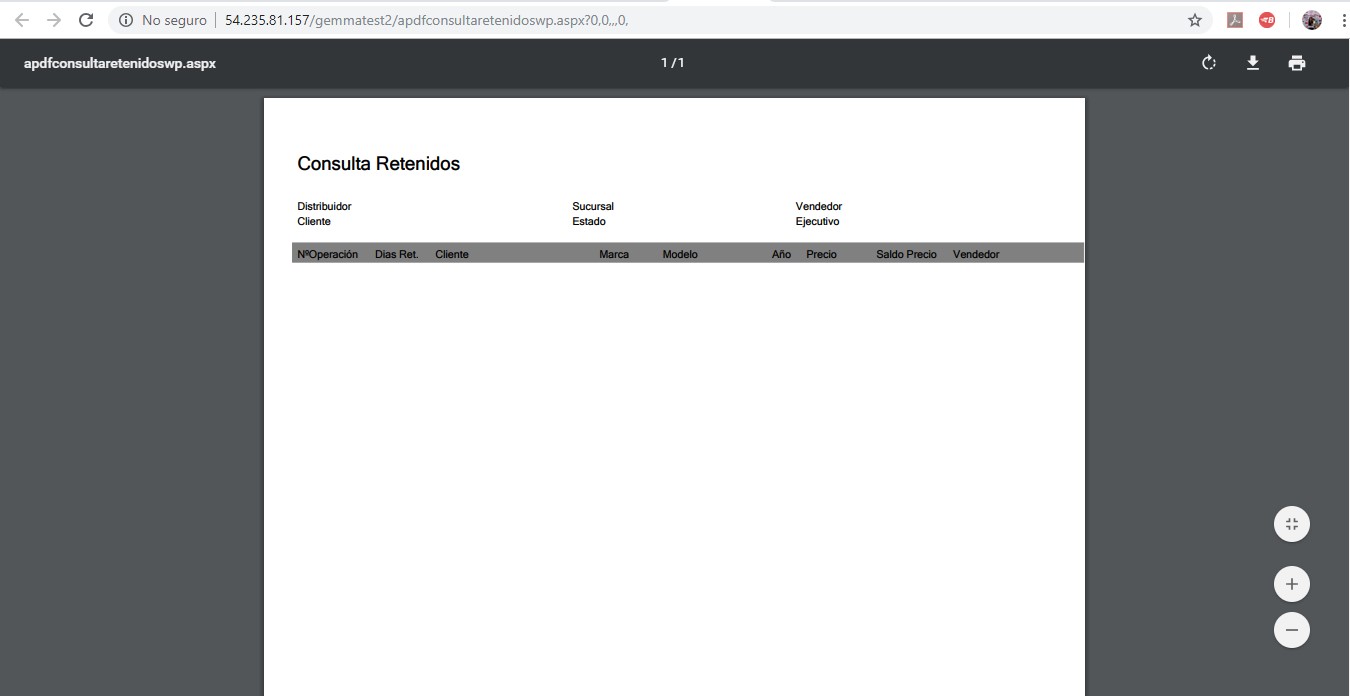 No seguro 54.235.81.157/gemmatest2/apdfconsultaretenidoswp.aspx?0,0,,,0,
apdfconsultaretenidoswp.aspx 1 / 1
Consulta Retenidos
Distribuidor Sucursal Vendedor
Cliente Estado Ejecutivo
NºOperación Dias Ret. Cliente Marca Modelo Año Precio Saldo Precio Vendedor